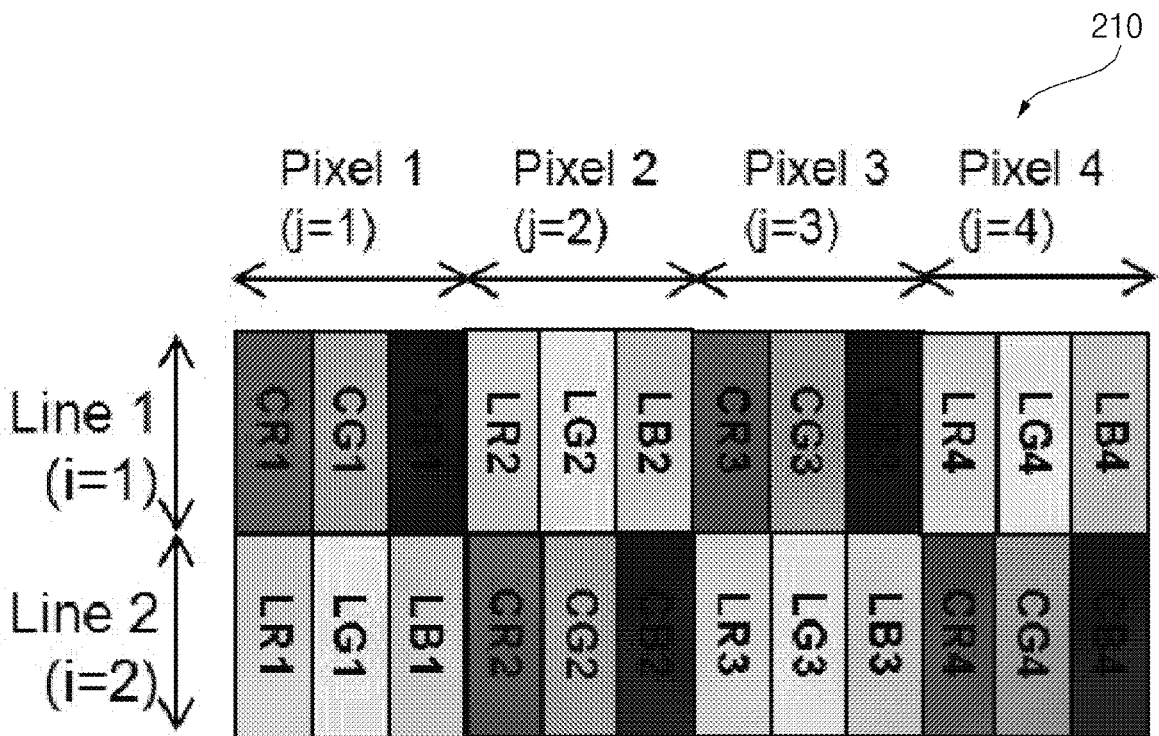 210
Pixel 1 Pixel 2 Pixel 3 Pixel 4
(j=1) (j=2) (j=3) (j=4)
Line 1
(i=1)
CR1 CG1 LR2 LG2 LB2 CR3 CG3 LR4 LG4 LB4
Line 2
(i=2)
LR1 LG1 LB1 CR2 CG2 CB2 LR3 LG3 LB3 CR4 CG4 CB4